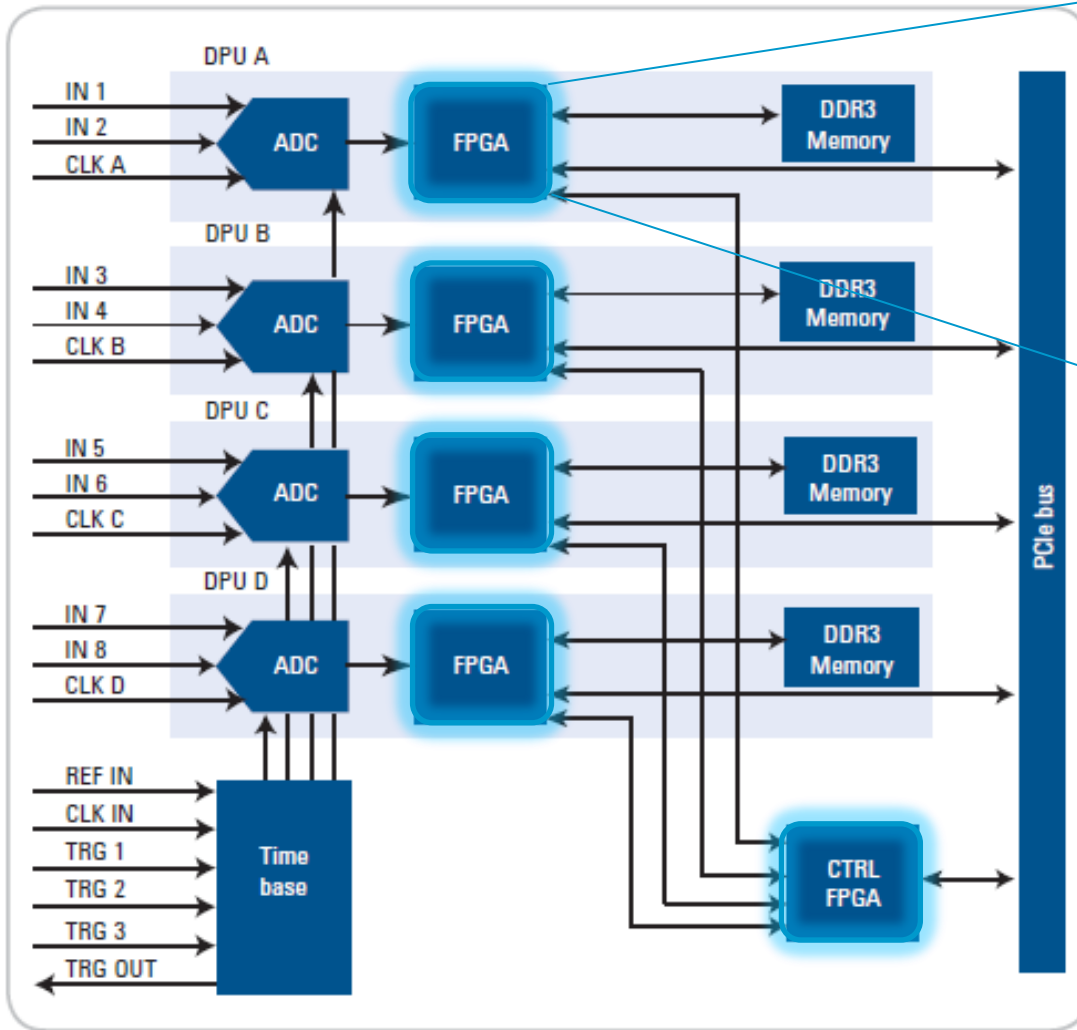 DPU A
IN 1
IN 2
CLK A
ADC
FPGA
DDR3
Memory
DPU B
IN 3
IN 4
CLK B
ADC
FPGA
DDR3
Memory
DPU C
IN 5
IN 6
CLK C
ADC
FPGA
DDR3
Memory
DPU D
IN 7
IN 8
CLK D
ADC
FPGA
DDR3
Memory
PCIe bus
REF IN
CLK IN
TRG 1
TRG 2
TRG 3
TRG OUT
Time
base
CTRL
FPGA